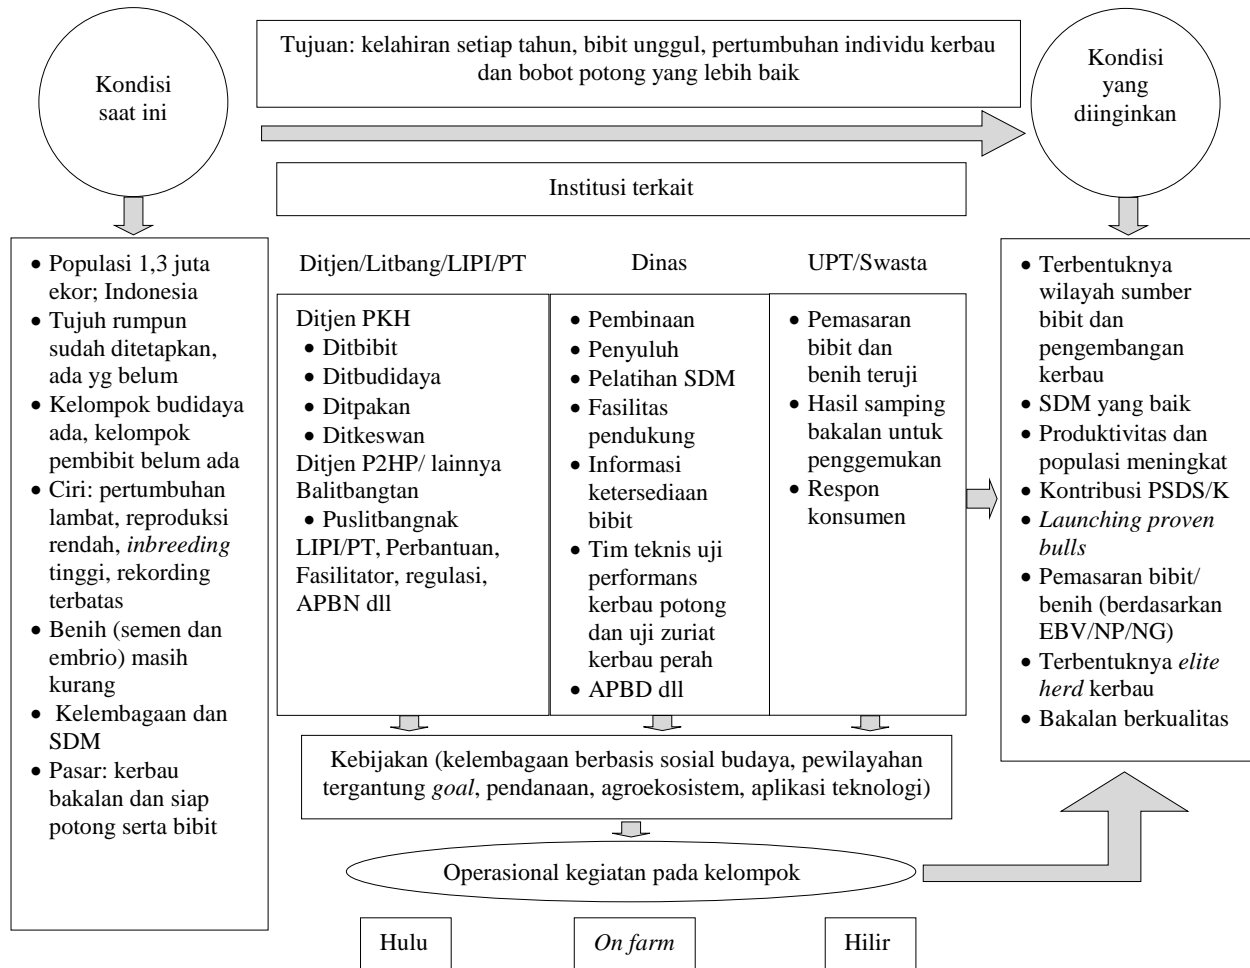 Tujuan: kelahiran setiap tahun, bibit unggul, pertumbuhan individu kerbau
dan bobot potong yang lebih baik
Kondisi
saat ini
Kondisi
yang
diinginkan
Institusi terkait
• Populasi 1,3 juta
ekor; Indonesia
• Tujuh rumpun
sudah ditetapkan,
ada yg belum
• Kelompok budidaya
ada, kelompok
pembibit belum ada
• Ciri: pertumbuhan
lambat, reproduksi
rendah, inbreeding
tinggi, rekording
terbatas
• Benih (semen dan
embrio) masih
kurang
• Kelembagaan dan
SDM
• Pasar: kerbau
bakalan dan siap
potong serta bibit
Ditjen/Litbang/LIPI/PT
Ditjen PKH
• Ditbibit
• Ditbudidaya
• Ditpakan
• Ditkeswan
Ditjen P2HP/ lainnya
Balitbangtan
• Puslitbangnak
LIPI/PT, Perbantuan,
Fasilitator, regulasi,
APBN dll
Dinas
• Pembinaan
• Penyuluh
• Pelatihan SDM
• Fasilitas
pendukung
• Informasi
ketersediaan
bibit
• Tim teknis uji
performans
kerbau potong
dan uji zuriat
kerbau perah
• APBD dll
UPT/Swasta
• Pemasaran
bibit dan
benih teruji
• Hasil samping
bakalan untuk
penggemukan
• Respon
konsumen
• Terbentuknya
wilayah sumber
bibit dan
pengembangan
kerbau
• SDM yang baik
• Produktivitas dan
populasi meningkat
• Kontribusi PSDS/K
• Launching proven
bulls
• Pemasaran bibit/
benih (berdasarkan
EBV/NP/NG)
• Terbentuknya elite
herd kerbau
• Bakalan berkualitas
Kebijakan (kelembagaan berbasis sosial budaya, pewilayahan
tergantung goal, pendanaan, agroekosistem, aplikasi teknologi)
Operasional kegiatan pada kelompok
Hulu
On farm
Hilir